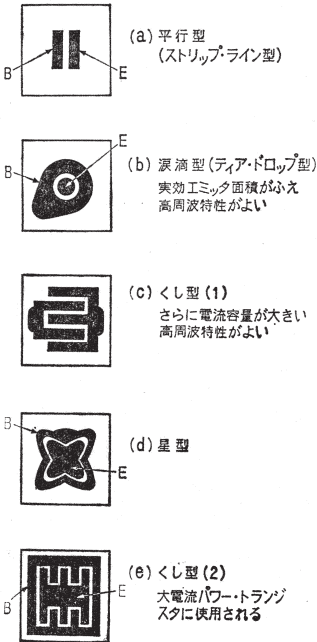 (a) 平行型
(ストリップ・ライン型)
B
E
E
(b) 涙滴型(ティア・ドロップ型)
B
実効エミッタ面積がふえ
高周波特性がよい
(c) くし型(1)
さらに電流容量が大きい
高周波特性がよい
B
(d) 星型
E
(e) くし型(2)
E
大電流パワー・トランジ
B
スタに使用される